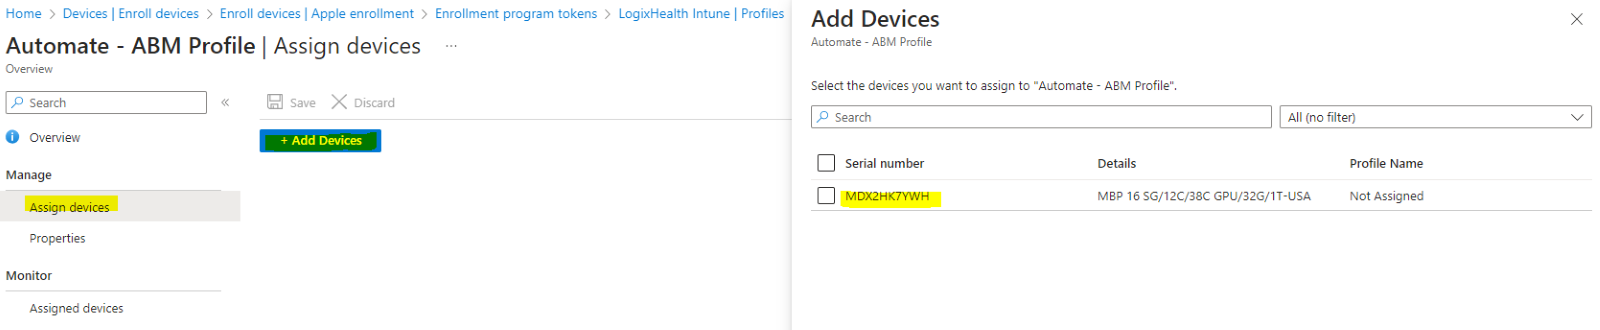 Home > Devices | Enroll devices > Enroll devices | Apple enrollment > Enrollment program tokens > LogixHealth Intune | Profiles
Automate - ABM Profile | Assign devices ...
Overview
Search «
Overview
Manage
Assign devices
Properties
Monitor
Assigned devices
Save Discard
+ Add Devices
Add Devices
Automate - ABM Profile
Select the devices you want to assign to "Automate - ABM Profile".
Search All (no filter)
Serial number Details Profile Name
MDX2HK7YWH MBP 16 SG/12C/38C GPU/32G/1T-USA Not Assigned